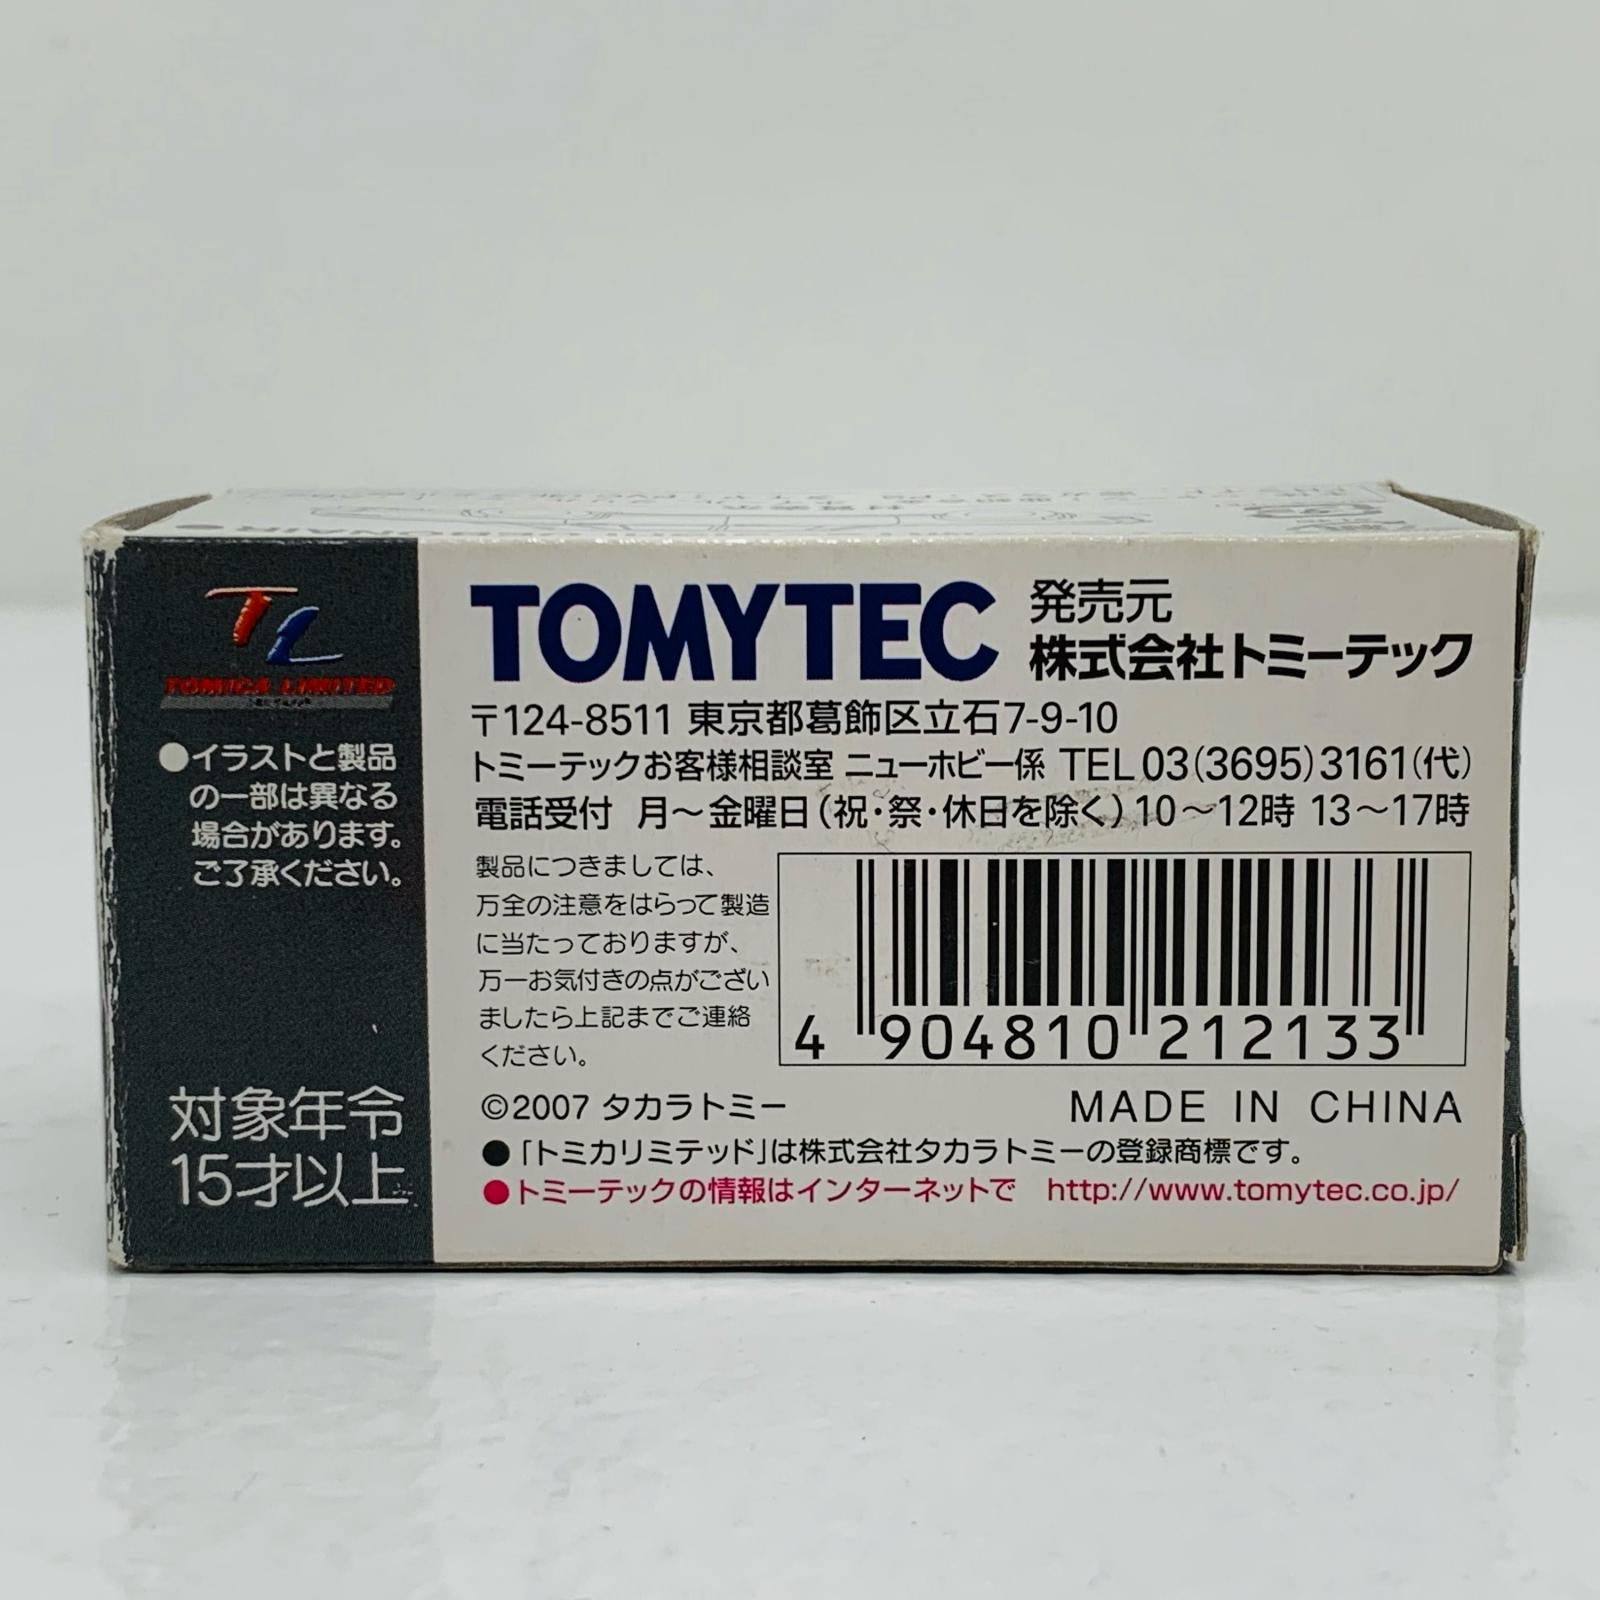 TOMICA LIMITED
●イラストと製品
の一部は異なる
場合があります。
ご了承ください。
対象年令
15才以上
TOMYTEC
発売元
株式会社トミーテック
〒124-8511 東京都葛飾区立石7-9-10
トミーテックお客様相談室 ニューホビー係 TEL 03(3695)3161(代)
電話受付 月〜金曜日(祝・祭・休日を除く) 10〜12時 13〜17時
製品につきましては、
万全の注意をはらって製造
に当たっておりますが、
万一お気付きの点がござい
ましたら上記までご連絡
ください。
4 904810 212133
©2007 タカラトミー MADE IN CHINA
●「トミカリミテッド」は株式会社タカラトミーの登録商標です。
●トミーテックの情報はインターネットで http://www.tomytec.co.jp/